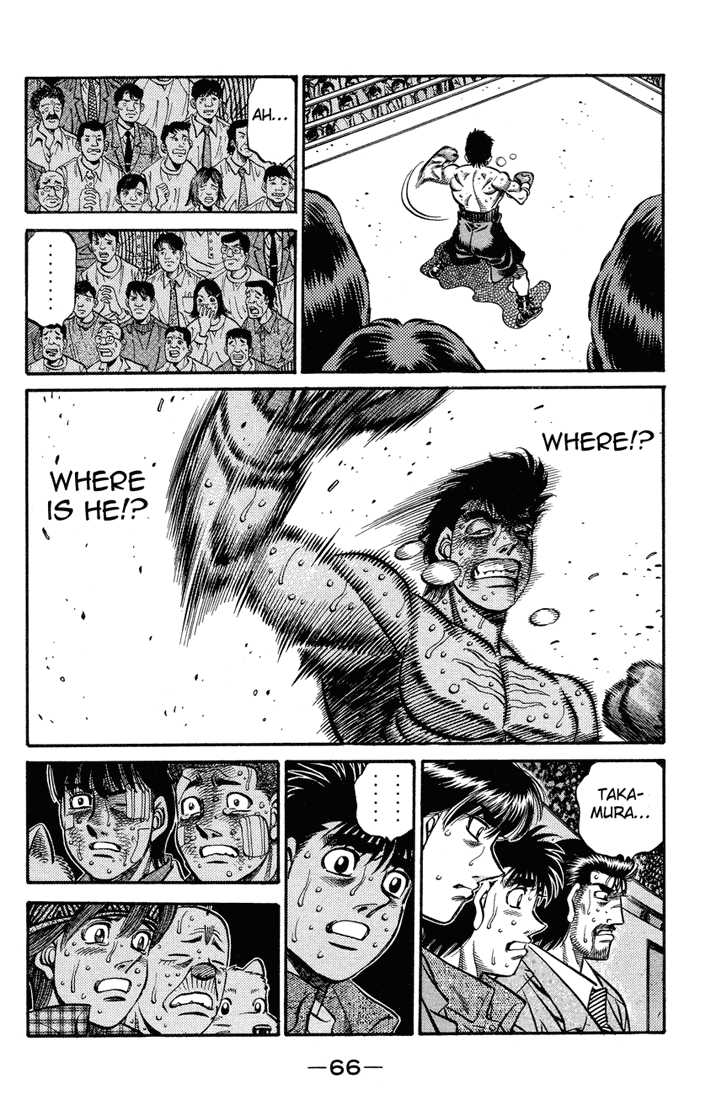 AH...
......
WHERE!?
WHERE
IS HE!?
TAKA-
MURA...
......
—66—